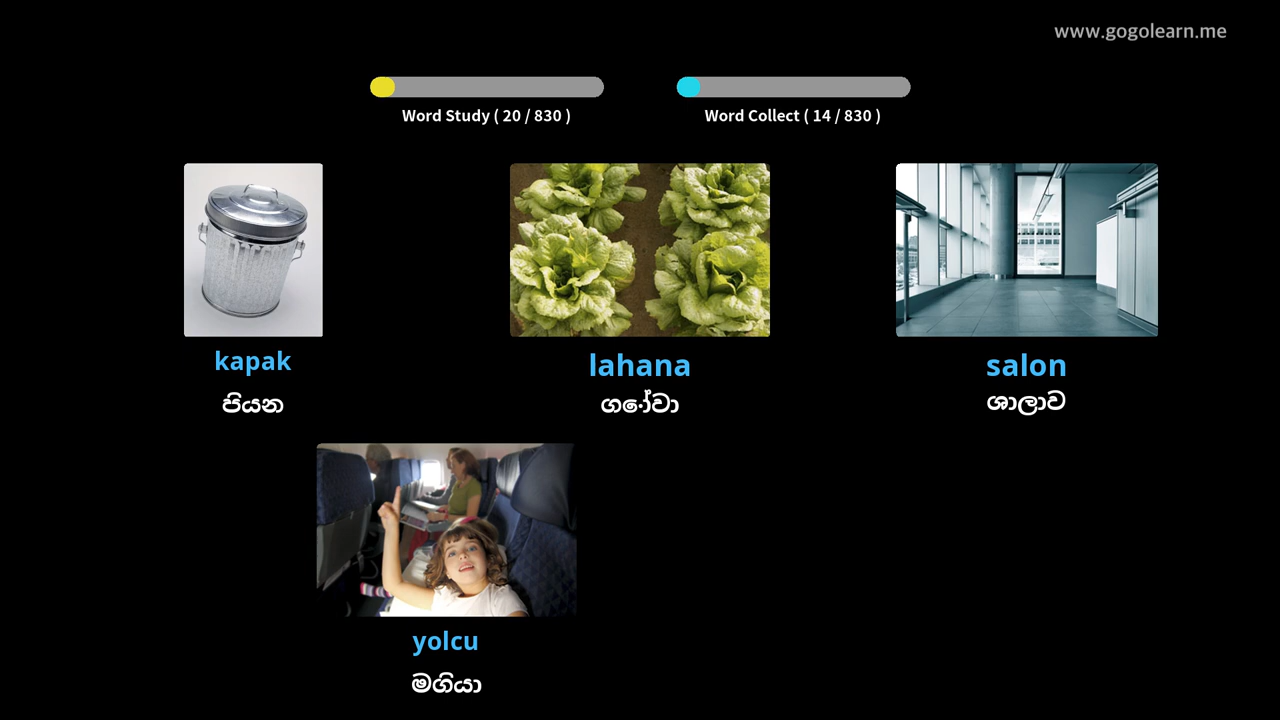 www.gogolearn.me
Word Study ( 20 / 830 )
Word Collect ( 14 / 830 )
kapak
පියන
lahana
ගෝවා
salon
ශාලාව
yolcu
මගියා